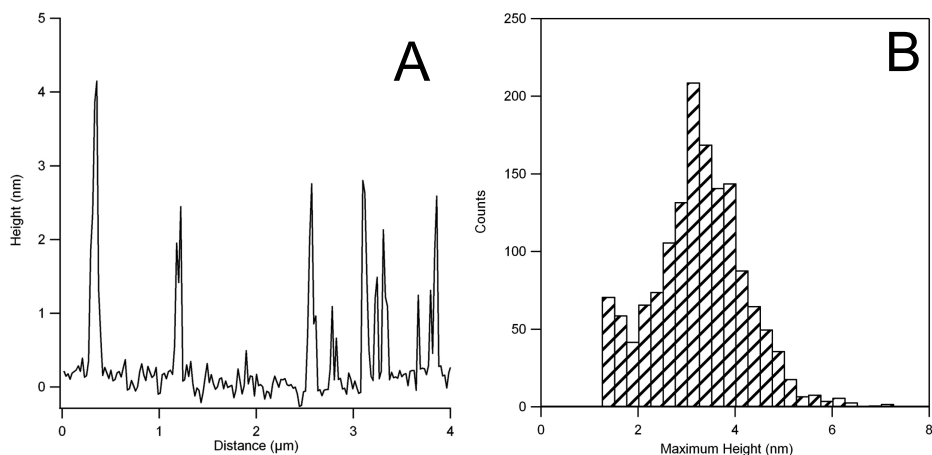 A
5
4
3
2
1
0
Height (nm)
0 1 2 3 4
Distance (µm)
B
250
200
150
100
50
0
Counts
0 2 4 6 8
Maximum Height (nm)